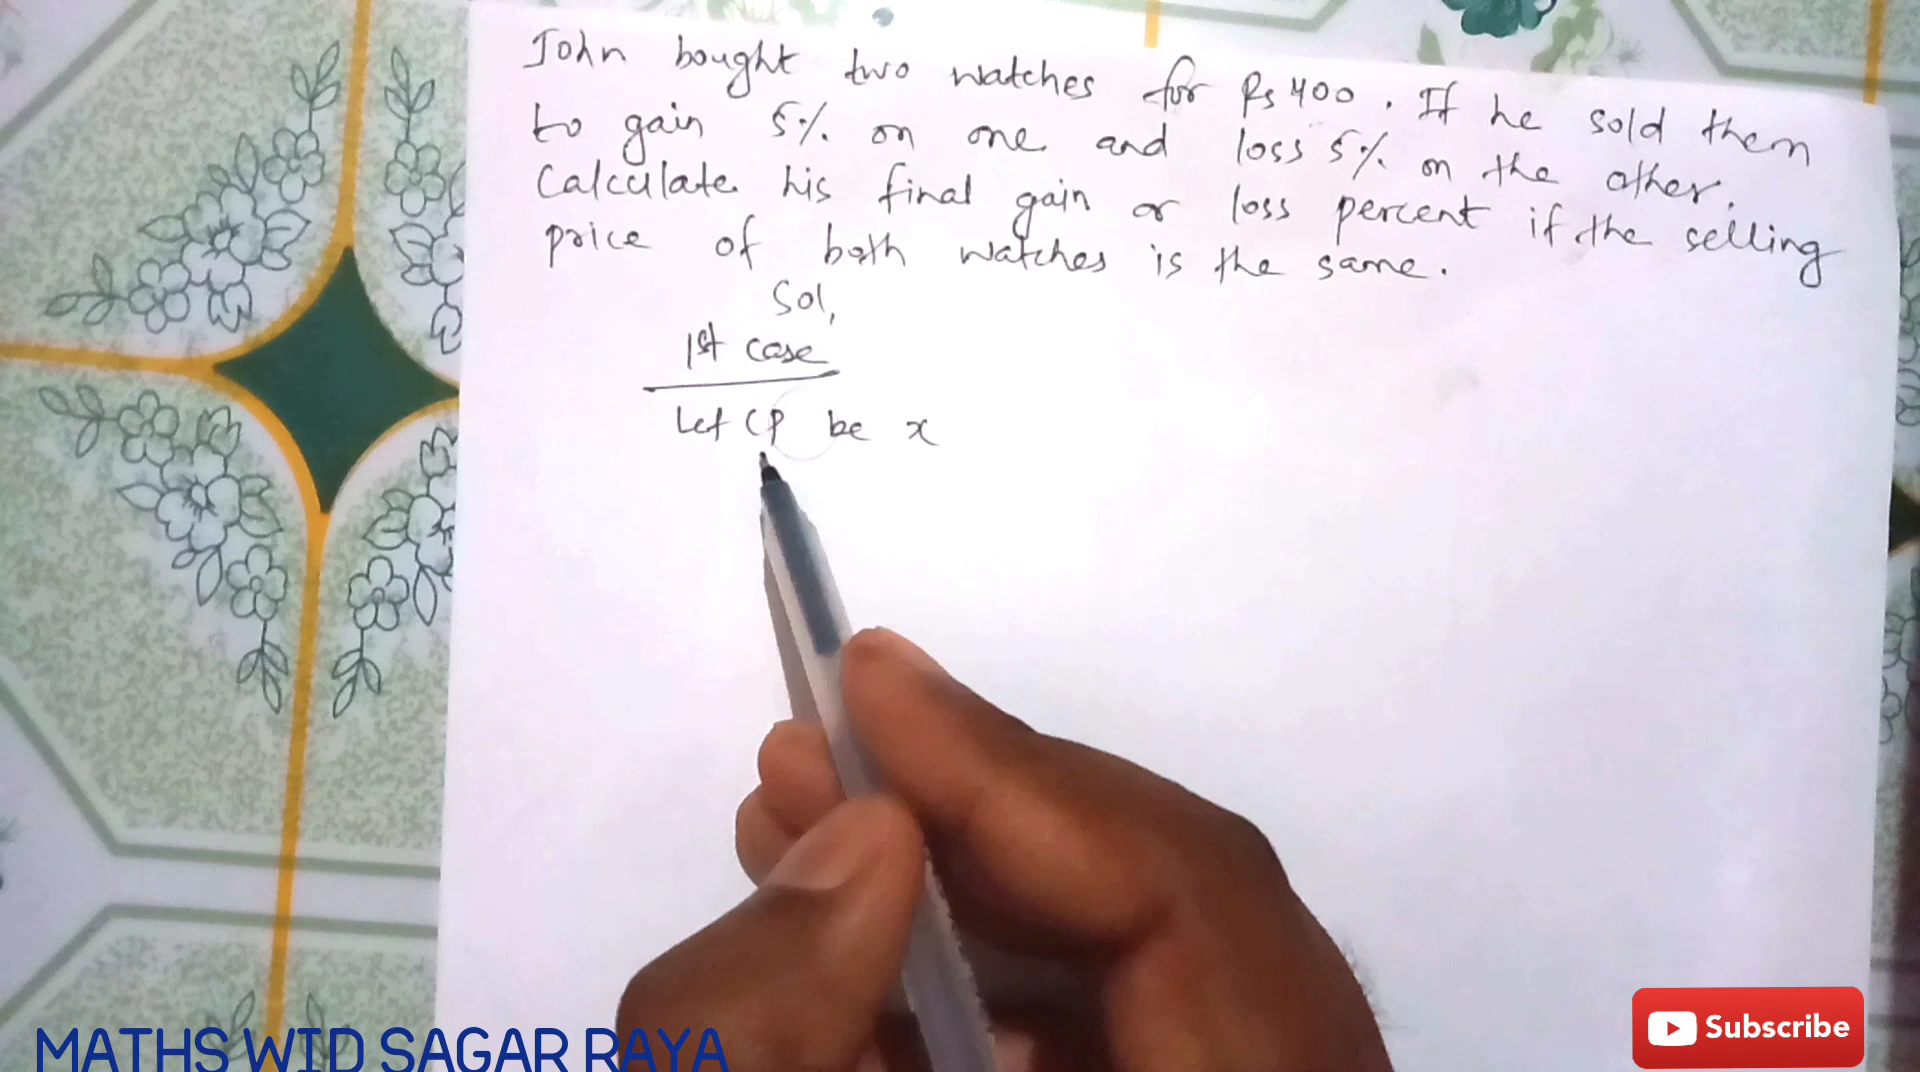 John bought two watches for Rs 400. If he sold them
to gain 5% on one and loss 5% on the other.
Calculate his final gain or loss percent if the selling
price of both watches is the same.
Sol,
1st case
Let CP be x
MATHS WID SAGAR RAYA
Subscribe